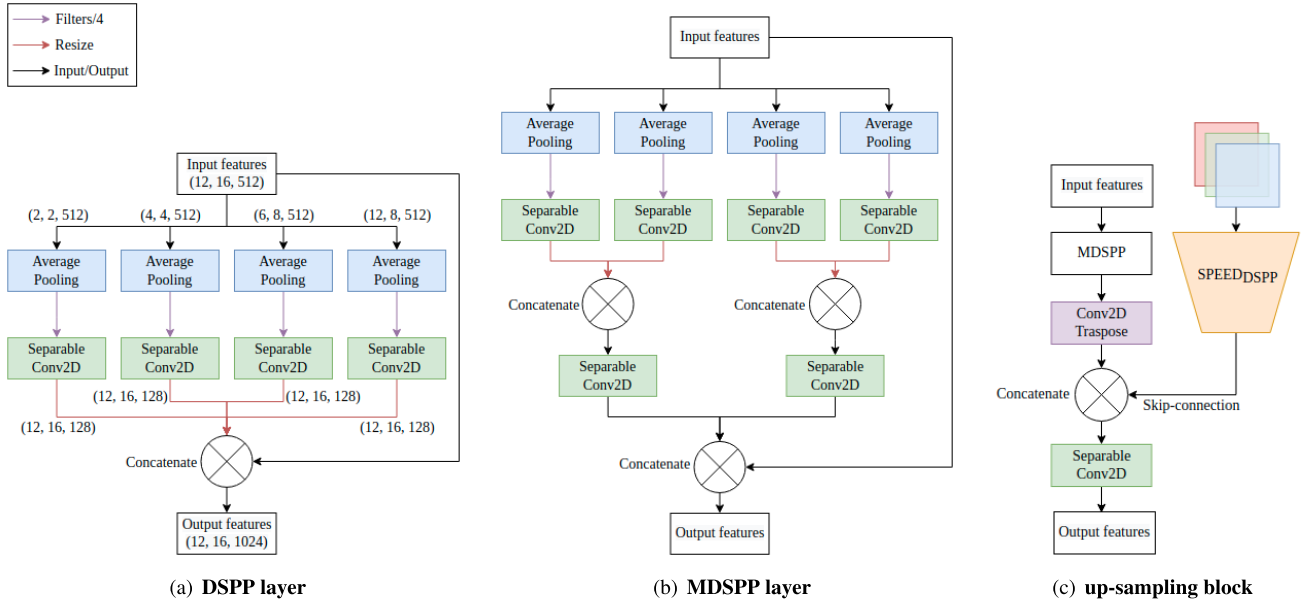 Filters/4
Resize
Input/Output
Input features
(12, 16, 512)
(2, 2, 512)
(4, 4, 512)
(6, 8, 512)
(12, 8, 512)
Average
Pooling
Average
Pooling
Average
Pooling
Average
Pooling
Separable
Conv2D
Separable
Conv2D
Separable
Conv2D
Separable
Conv2D
(12, 16, 128)
(12, 16, 128)
(12, 16, 128)
(12, 16, 128)
Concatenate
Output features
(12, 16, 1024)
(a) DSPP layer
Input features
Average
Pooling
Average
Pooling
Average
Pooling
Average
Pooling
Separable
Conv2D
Separable
Conv2D
Separable
Conv2D
Separable
Conv2D
Concatenate
Concatenate
Separable
Conv2D
Separable
Conv2D
Concatenate
Output features
(b) MDSPP layer
Input features
MDSPP
SPEEDDSPP
Conv2D
Traspose
Concatenate
Skip-connection
Separable
Conv2D
Output features
(c) up-sampling block